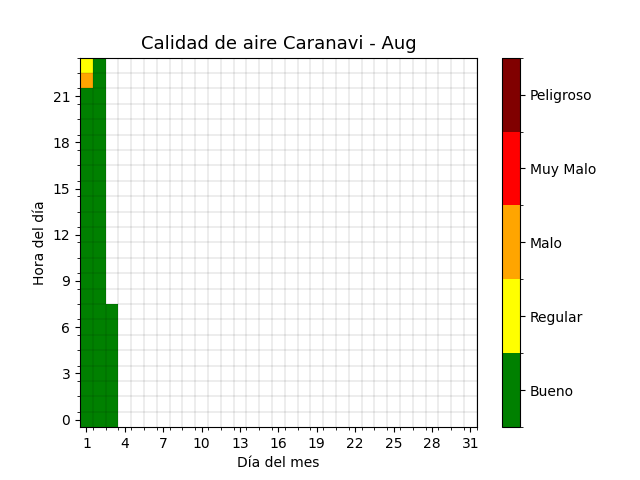 Calidad de aire Caranavi - Aug
Hora del día
21
18
15
12
9
6
3
0
1 4 7 10 13 16 19 22 25 28 31
Día del mes
Peligroso
Muy Malo
Malo
Regular
Bueno